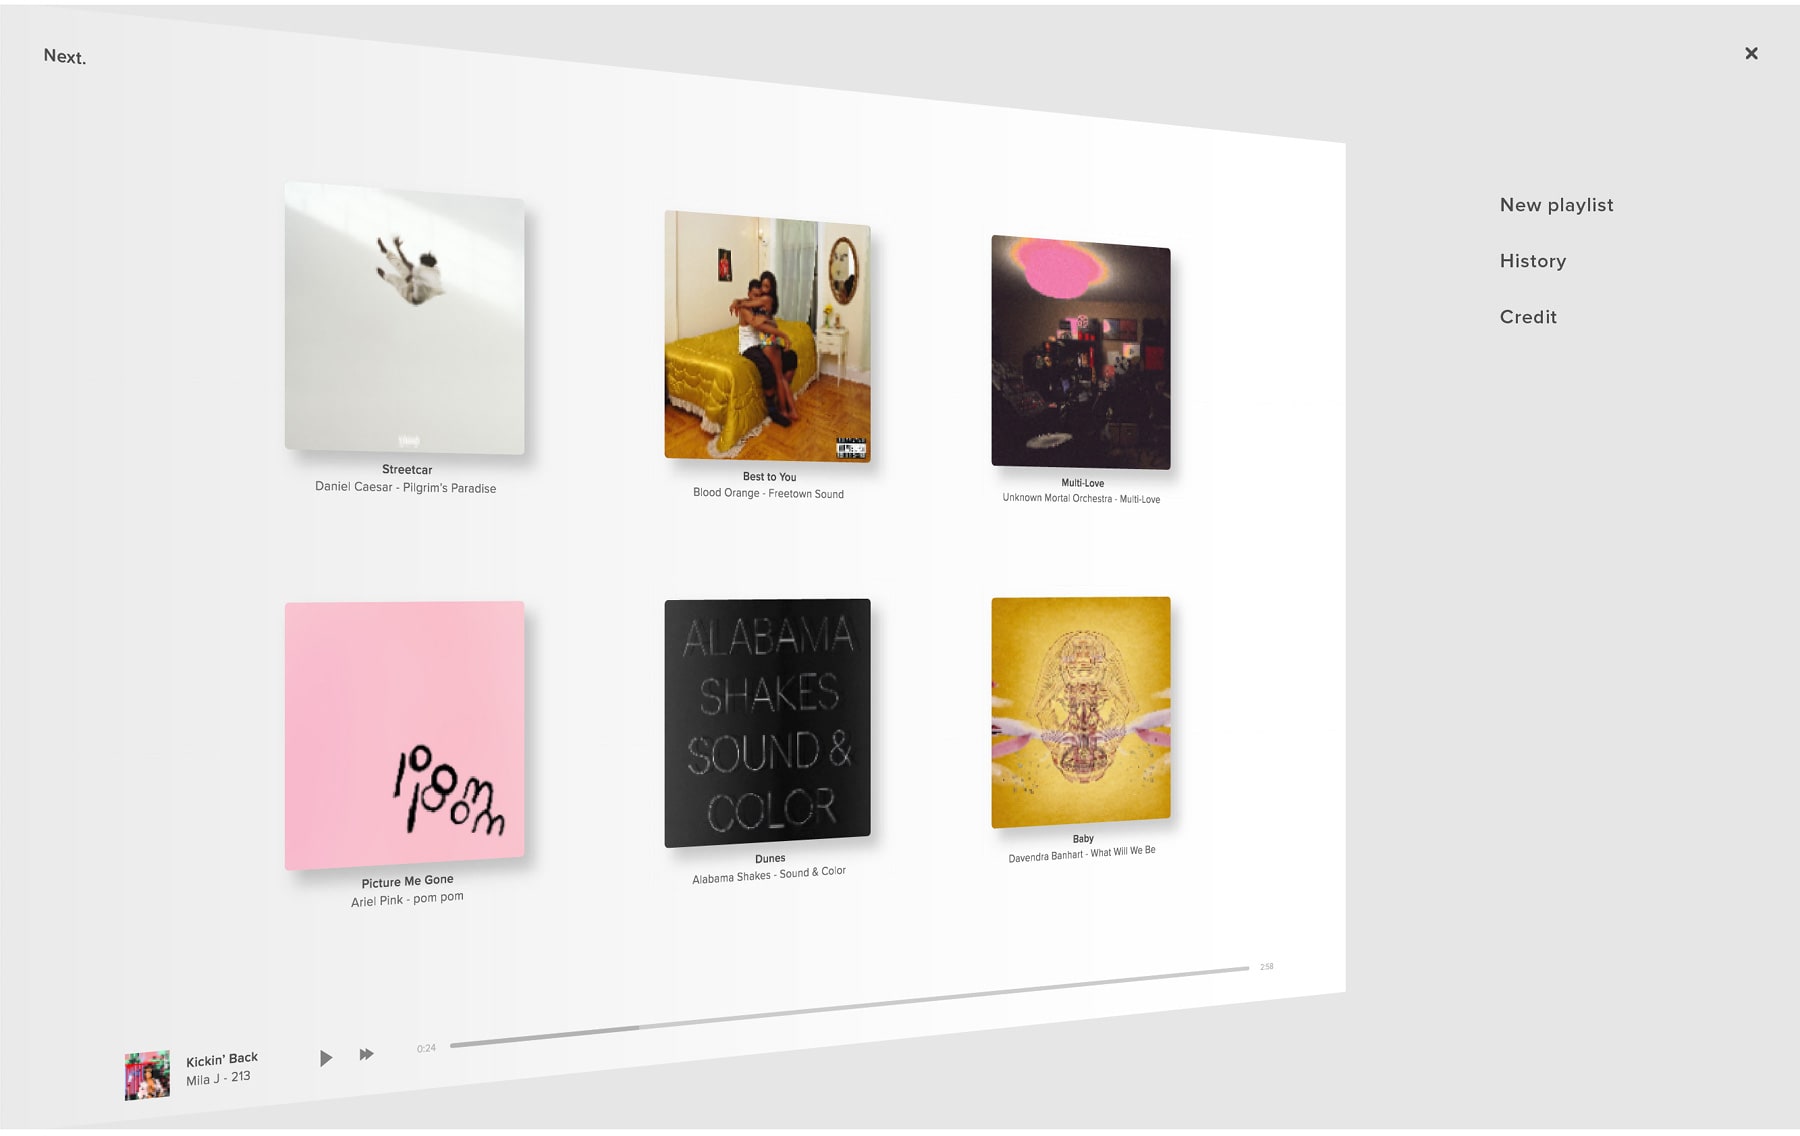 Next.
New playlist
History
Credit
Streetcar
Daniel Caesar - Pilgrim's Paradise
Best to You
Blood Orange - Freetown Sound
Multi-Love
Unknown Mortal Orchestra - Multi-Love
pom
pom
Picture Me Gone
Ariel Pink - pom pom
ALABAMA
SHAKES
SOUND &
COLOR
Dunes
Alabama Shakes - Sound & Color
Baby
Davendra Banhart - What Will We Be
Kickin' Back
Mila J - 213
0:24
2:58